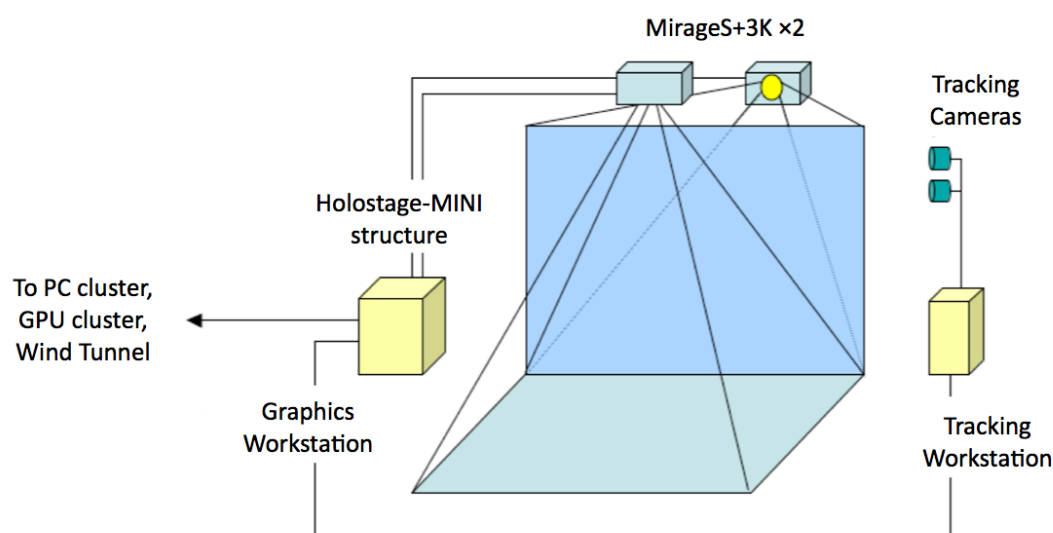 MirageS+3K ×2
Tracking
Cameras
Holostage-MINI
structure
To PC cluster,
GPU cluster,
Wind Tunnel
Graphics
Workstation
Tracking
Workstation